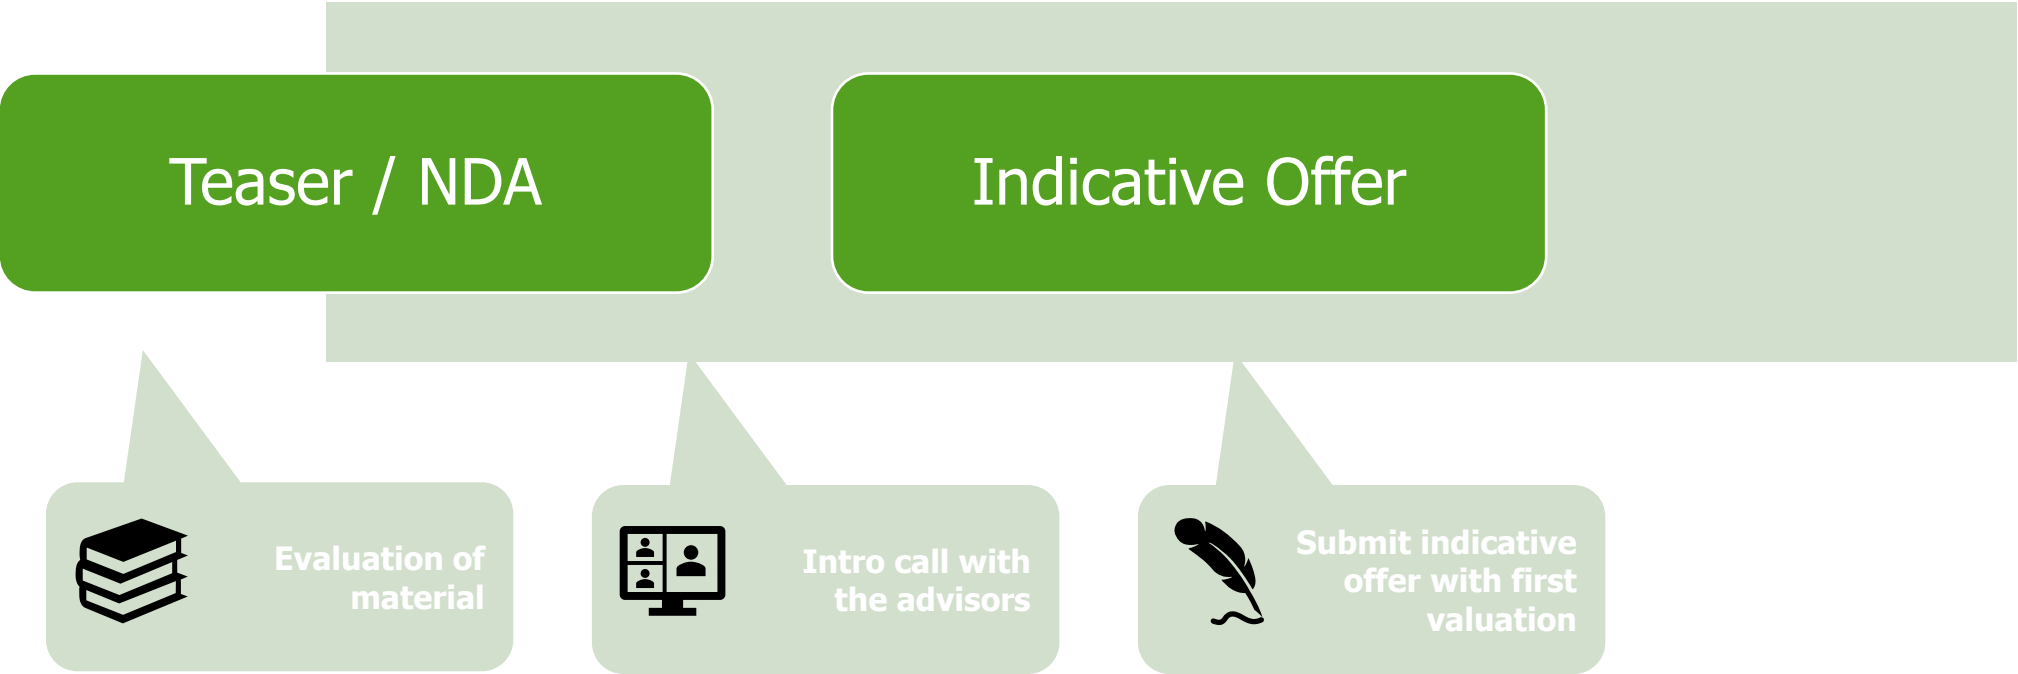 Teaser / NDA
Indicative Offer
Evaluation of
material
Intro call with
the advisors
Submit indicative
offer with first
valuation